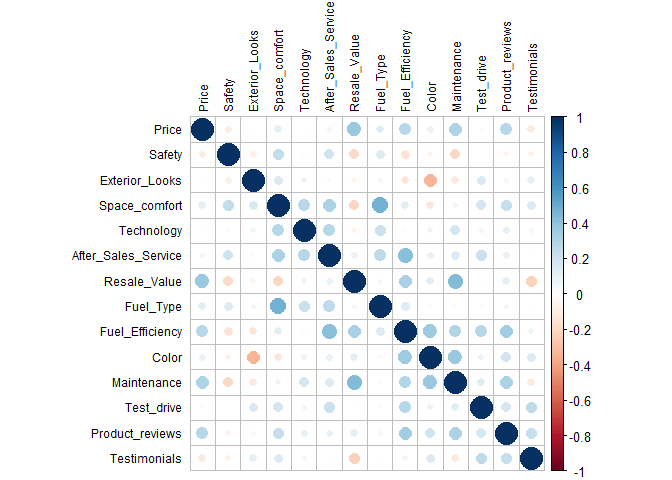 Price
Safety
Exterior_Looks
Space_comfort
Technology
After_Sales_Service
Resale_Value
Fuel_Type
Fuel_Efficiency
Color
Maintenance
Test_drive
Product_reviews
Testimonials
Price
Safety
Exterior_Looks
Space_comfort
Technology
After_Sales_Service
Resale_Value
Fuel_Type
Fuel_Efficiency
Color
Maintenance
Test_drive
Product_reviews
Testimonials
1
0.8
0.6
0.4
0.2
0
-0.2
-0.4
-0.6
-0.8
-1